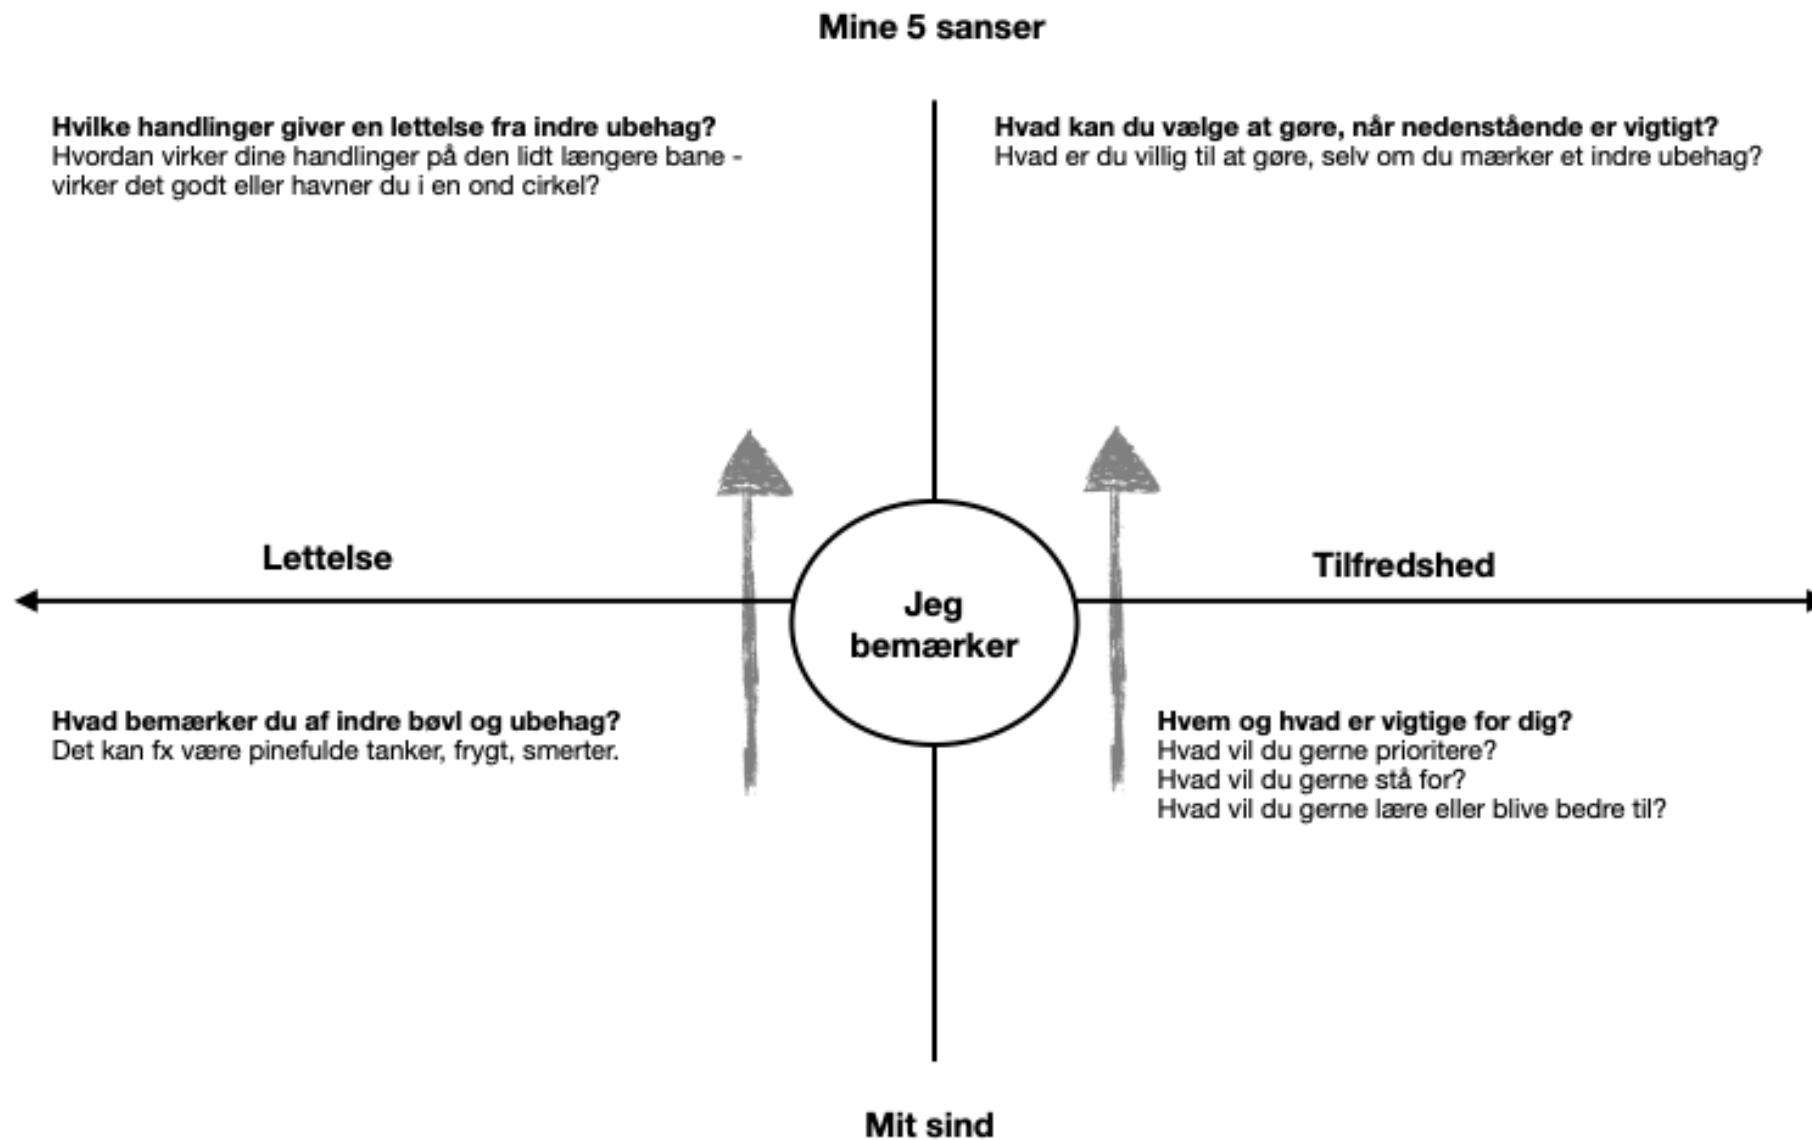 Mine 5 sanser
Hvilke handlinger giver en lettelse fra indre ubehag?
Hvordan virker dine handlinger på den lidt længere bane -
virker det godt eller havner du i en ond cirkel?
Hvad kan du vælge at gøre, når nedenstående er vigtigt?
Hvad er du villig til at gøre, selv om du mærker et indre ubehag?
Lettelse
Tilfredshed
Jeg
bemærker
Hvad bemærker du af indre bøvl og ubehag?
Det kan fx være pinefulde tanker, frygt, smerter.
Hvem og hvad er vigtige for dig?
Hvad vil du gerne prioritere?
Hvad vil du gerne stå for?
Hvad vil du gerne lære eller blive bedre til?
Mit sind